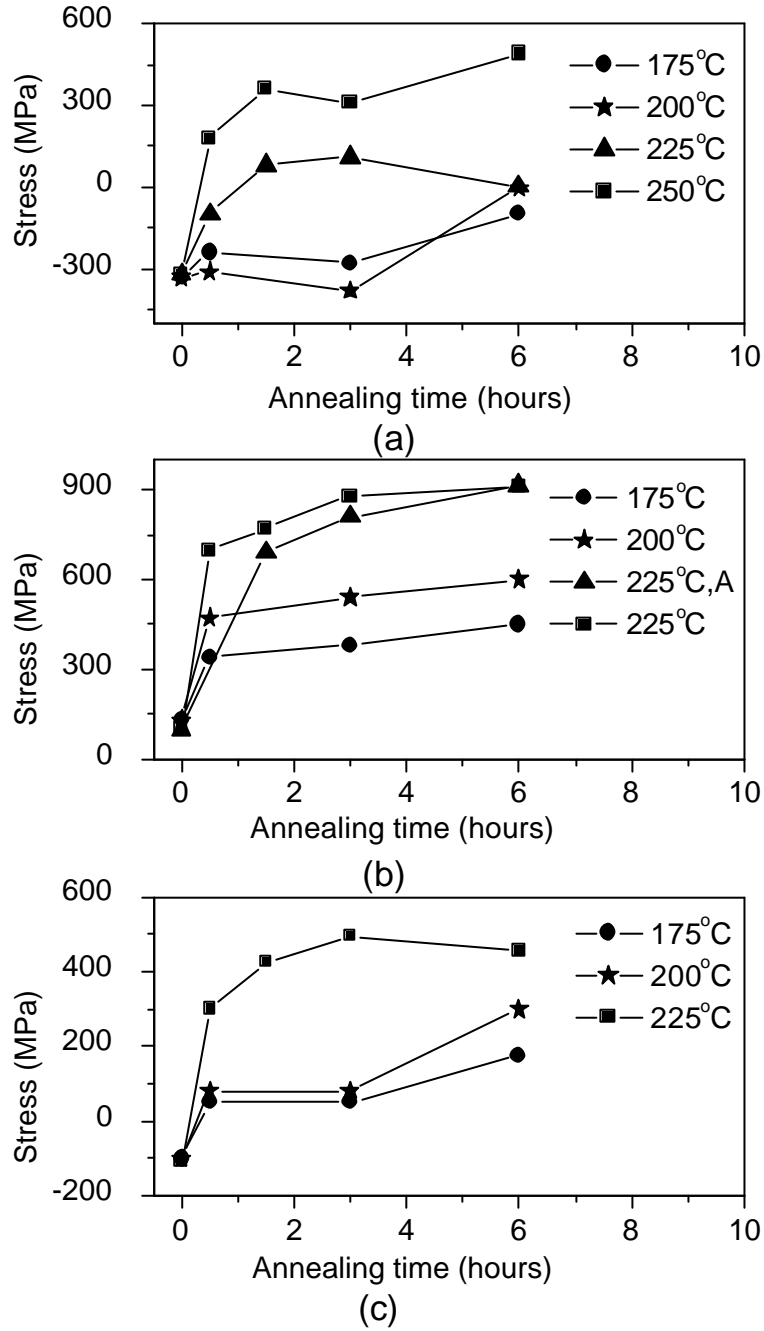 600
300
0
-300
Stress (MPa)
175°C
200°C
225°C
250°C
0 2 4 6 8 10
Annealing time (hours)
(a)
900
600
300
0
Stress (MPa)
175°C
200°C
225°C,A
225°C
0 2 4 6 8 10
Annealing time (hours)
(b)
600
400
200
0
-200
Stress (MPa)
175°C
200°C
225°C
0 2 4 6 8 10
Annealing time (hours)
(c)